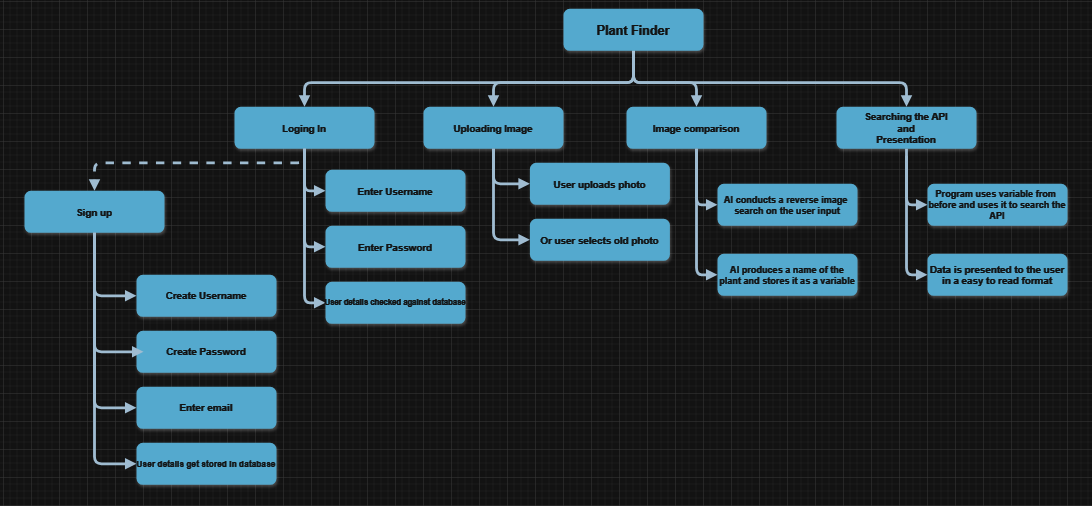 Plant Finder
Loging In
Uploading Image
Image comparison
Searching the API
and
Presentation
Sign up
Enter Username
Enter Password
User details checked against database
Create Username
Create Password
Enter email
User details get stored in database
User uploads photo
Or user selects old photo
AI conducts a reverse image
search on the user input
AI produces a name of the
plant and stores it as a variable
Program uses variable from
before and uses it to search the
API
Data is presented to the user
in a easy to read format